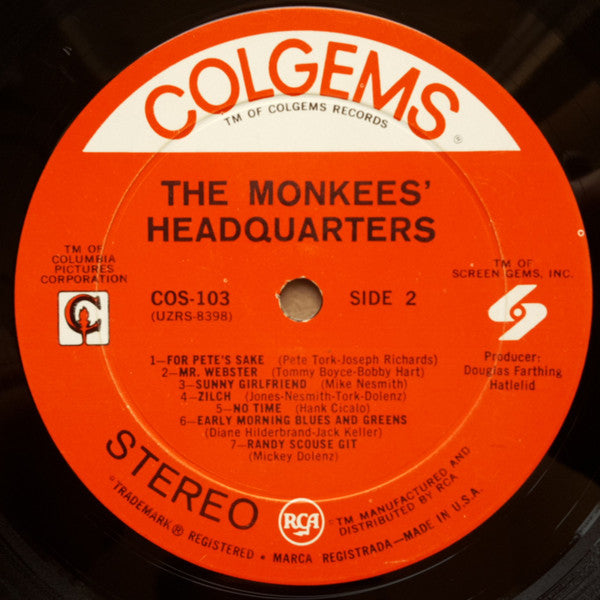 COLGEMS®
TM OF COLGEMS RECORDS
THE MONKEES'
HEADQUARTERS
TM OF
COLUMBIA
PICTURES
CORPORATION
TM OF
SCREEN GEMS, INC.
COS-103
(UZRS-8398)
SIDE 2
Producer:
Douglas Farthing
Hatlelid
1—FOR PETE'S SAKE (Pete Tork-Joseph Richards)
2—MR. WEBSTER (Tommy Boyce-Bobby Hart)
3—SUNNY GIRLFRIEND (Mike Nesmith)
4—ZILCH (Jones-Nesmith-Tork-Dolenz)
5—NO TIME (Hank Cicalo)
6—EARLY MORNING BLUES AND GREENS
(Diane Hilderbrand-Jack Keller)
7—RANDY SCOUSE GIT
(Mickey Dolenz)
STEREO
RCA
™ MANUFACTURED AND
DISTRIBUTED BY RCA
®TRADEMARK® REGISTERED • MARCA REGISTRADA—MADE IN U.S.A.